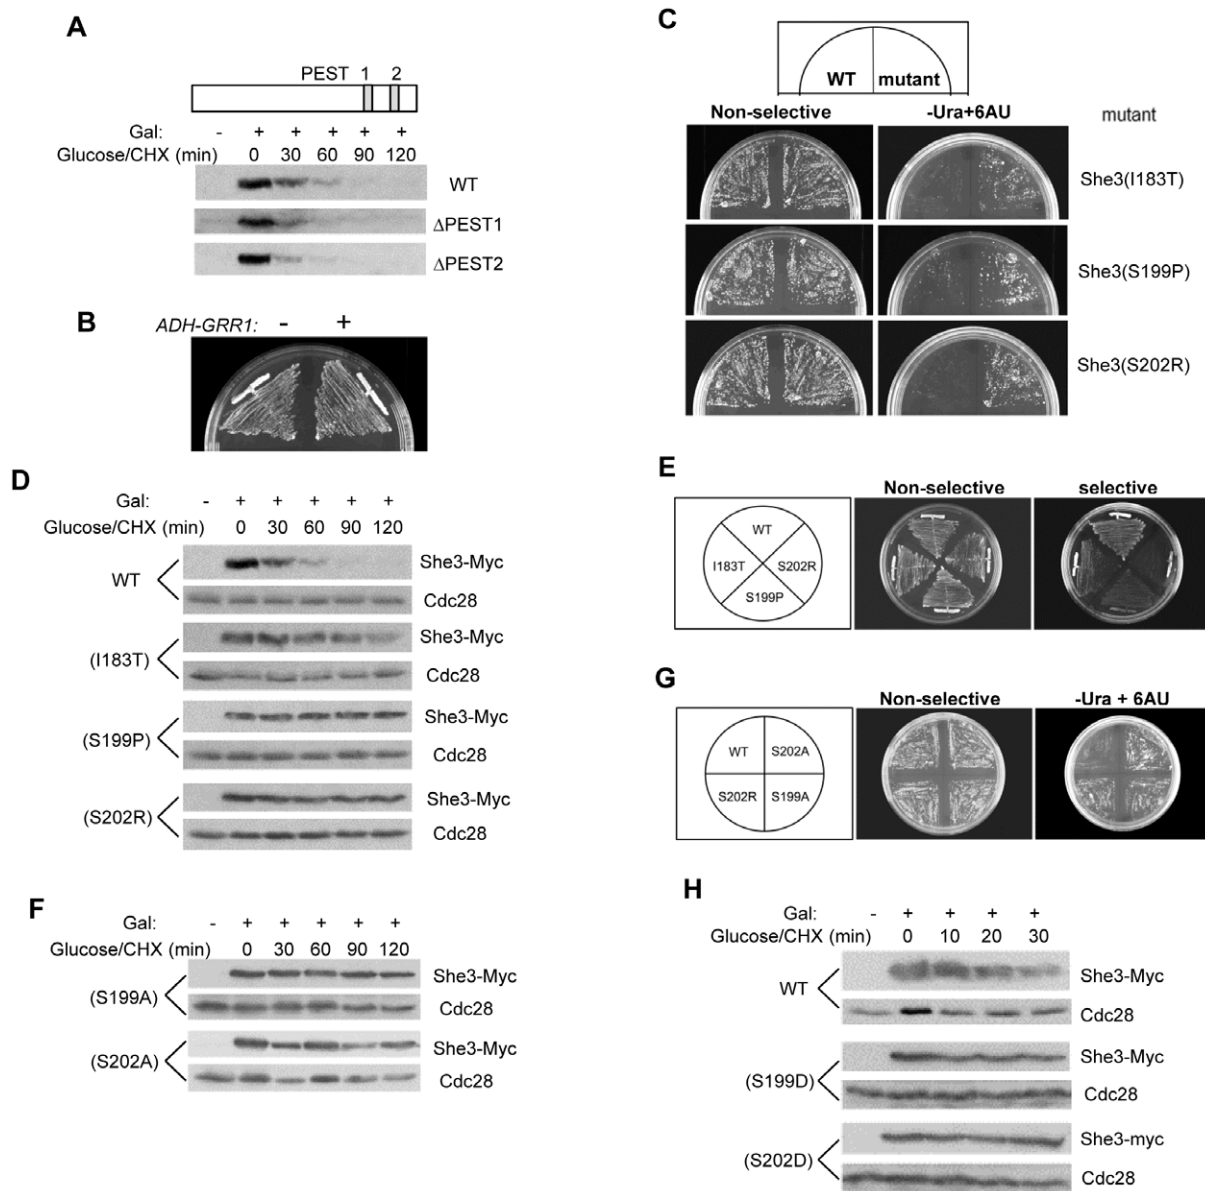 A
PEST 1 2
Gal: - + + + + +
Glucose/CHX (min) 0 30 60 90 120
WT
ΔPEST1
ΔPEST2
B
ADH-GRR1: - +
C
WT mutant
Non-selective -Ura+6AU mutant
She3(I183T)
She3(S199P)
She3(S202R)
D
Gal: - + + + + +
Glucose/CHX (min) 0 30 60 90 120
WT
She3-Myc
Cdc28
(I183T)
She3-Myc
Cdc28
(S199P)
She3-Myc
Cdc28
(S202R)
She3-Myc
Cdc28
E
Non-selective selective
WT
I183T S202R
S199P
F
Gal: - + + + + +
Glucose/CHX (min) 0 30 60 90 120
(S199A)
She3-Myc
Cdc28
(S202A)
She3-Myc
Cdc28
G
Non-selective -Ura + 6AU
WT S202A
S202R S199A
H
Gal: - + + + +
Glucose/CHX (min) 0 10 20 30
WT
She3-Myc
Cdc28
(S199D)
She3-Myc
Cdc28
(S202D)
She3-myc
Cdc28